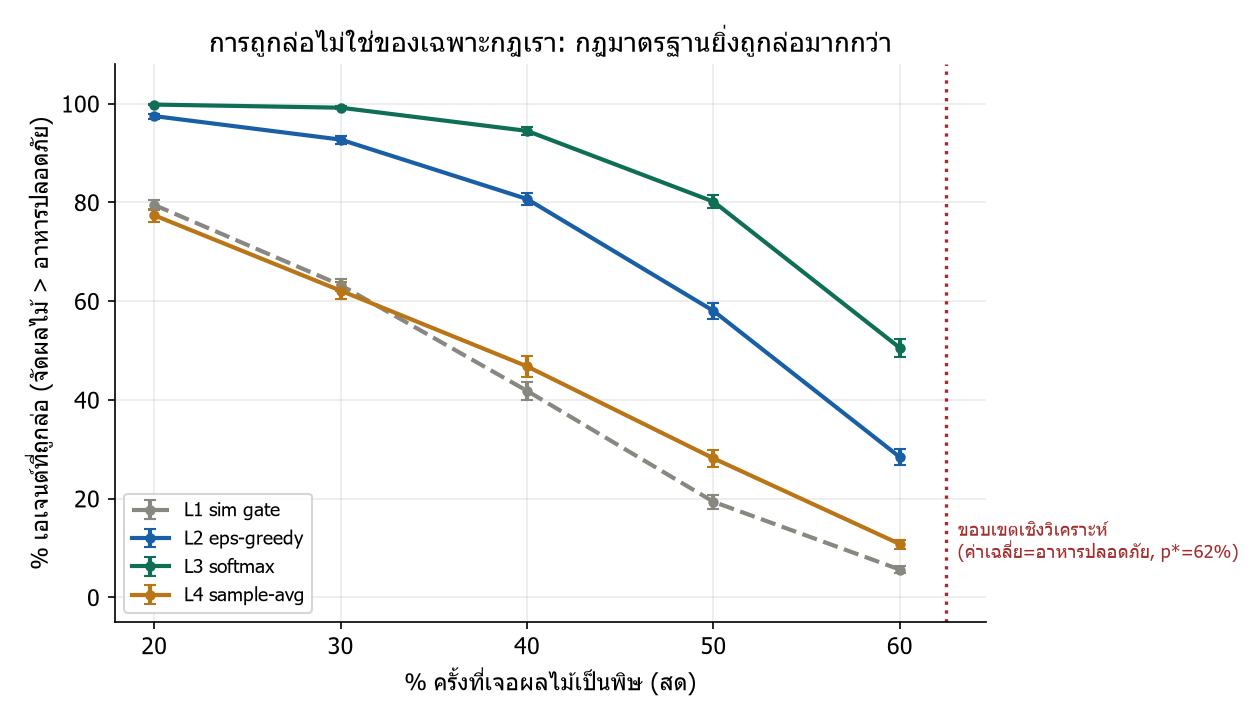 การถูกล่อไม่ใช่ของเฉพาะกฎเรา: กฎมาตรฐานยิ่งถูกล่อมากกว่า
% เอเจนต์ที่ถูกล่อ (จัดผลไม้ > อาหารปลอดภัย)
100
80
60
40
20
0
L1 sim gate
L2 eps-greedy
L3 softmax
L4 sample-avg
ขอบเขตเชิงวิเคราะห์
(ค่าเฉลี่ย=อาหารปลอดภัย, p*=62%)
20 30 40 50 60
% ครั้งที่เจอผลไม้เป็นพิษ (สด)